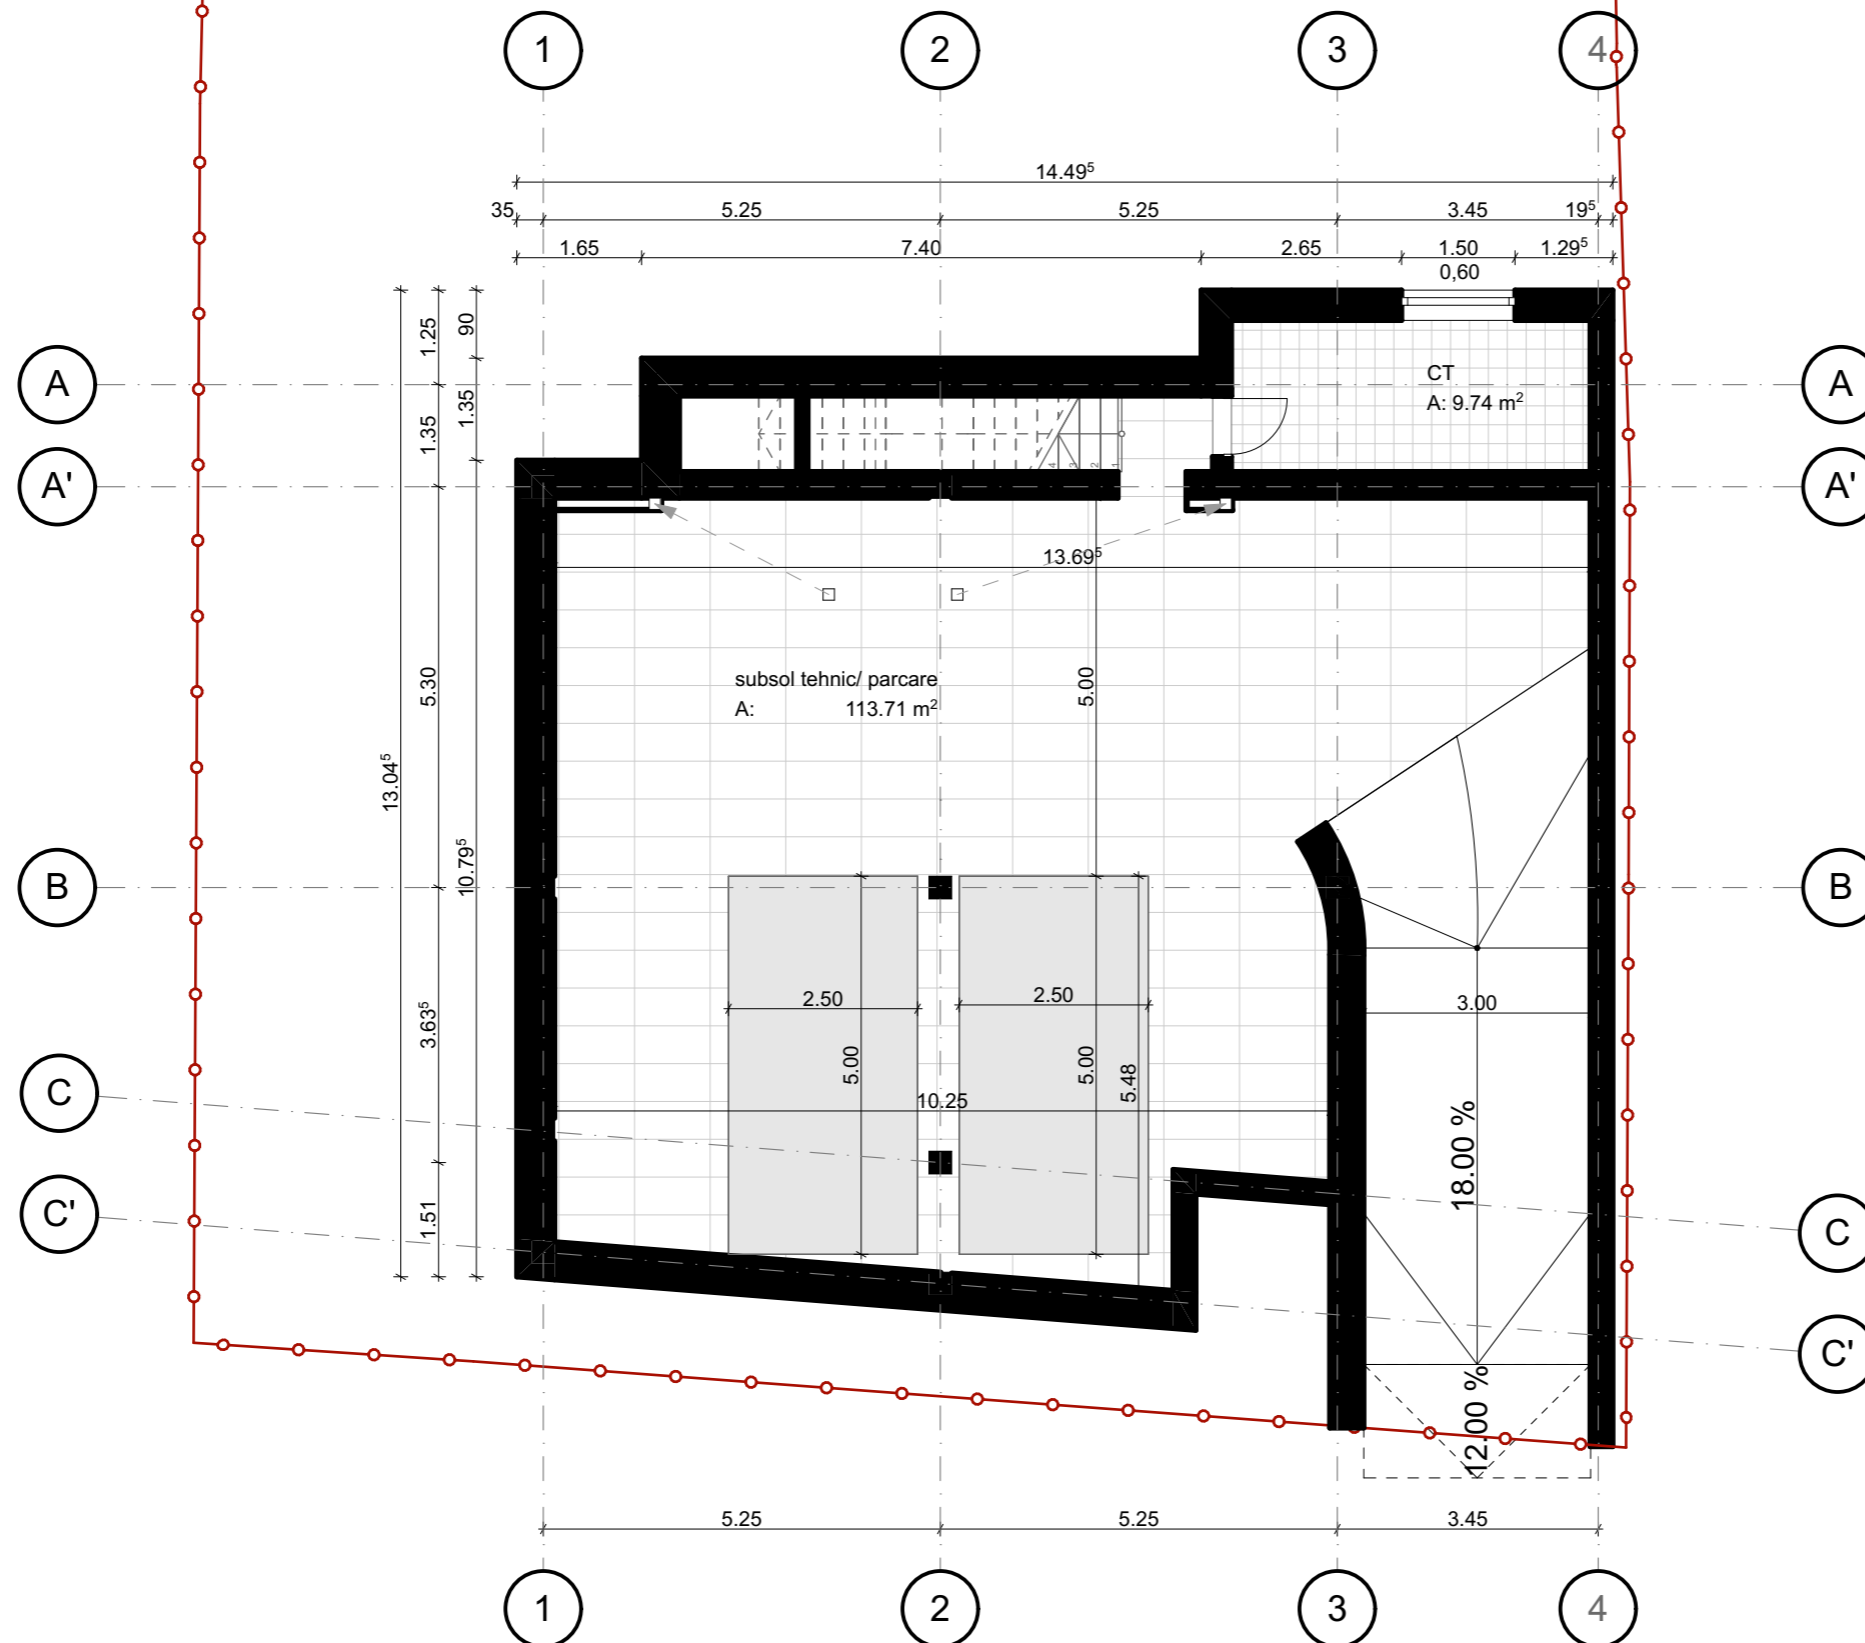 1 2 3 4
14.49⁵
35 5.25 5.25 3.45 19⁵
1.65 7.40 2.65 1.50 1.29⁵
0,60
1.25
90
A
A
CT
A: 9.74 m²
1.35
1.35
A'
A'
4 3 2 1
13.69⁵
subsol tehnic/ parcare
A: 113.71 m²
5.30
5.00
13.04⁵
10.79⁵
B
B
2.50
2.50
3.00
3.63⁵
5.00
5.00
5.48
10.25
18.00 %
C
C
C'
C'
1.51
12.00 %
5.25 5.25 3.45
1 2 3 4